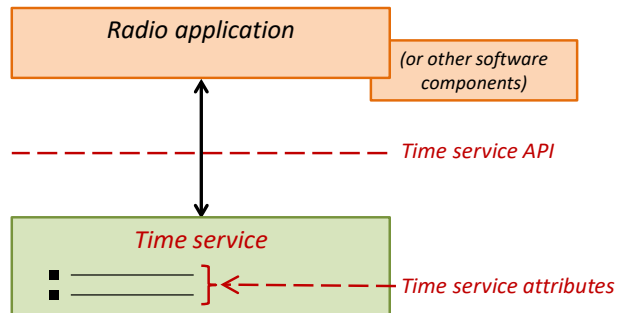 Radio application
(or other software
components)
Time service API
Time service
Time service attributes